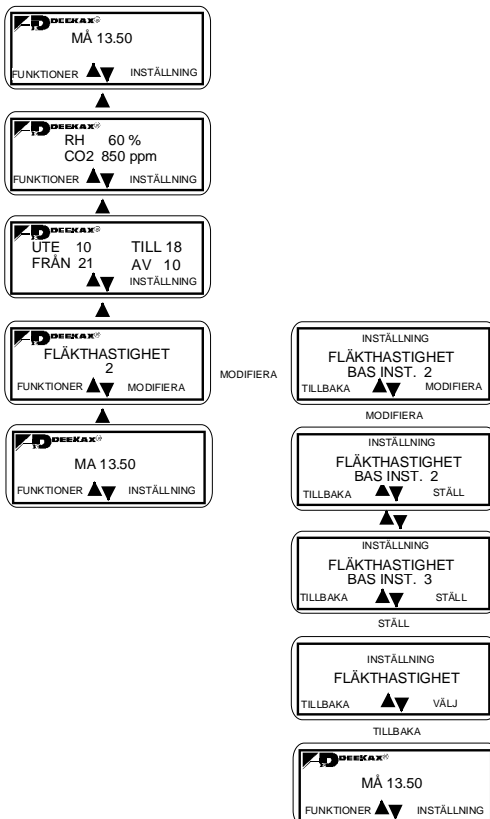 DEEKAX®
MÅ 13.50
FUNKTIONER INSTÄLLNING
DEEKAX®
RH 60 %
CO2 850 ppm
FUNKTIONER INSTÄLLNING
DEEKAX®
UTE 10 TILL 18
FRÅN 21 AV 10
INSTÄLLNING
DEEKAX®
FLÄKTHASTIGHET
2
FUNKTIONER MODIFIERA
MODIFIERA
DEEKAX®
MA 13.50
FUNKTIONER INSTÄLLNING
INSTÄLLNING
FLÄKTHASTIGHET
BAS INST. 2
TILLBAKA MODIFIERA
MODIFIERA
INSTÄLLNING
FLÄKTHASTIGHET
BAS INST. 2
TILLBAKA STÄLL
INSTÄLLNING
FLÄKTHASTIGHET
BAS INST. 3
TILLBAKA STÄLL
STÄLL
INSTÄLLNING
FLÄKTHASTIGHET
TILLBAKA VÄLJ
TILLBAKA
DEEKAX®
MÅ 13.50
FUNKTIONER INSTÄLLNING